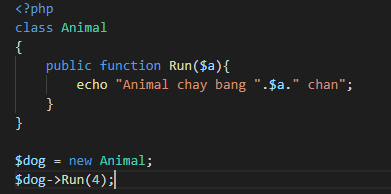 <?php
class Animal
{
    public function Run($a){
        echo "Animal chay bang ".$a." chan";
    }
}
$dog = new Animal;
$dog->Run(4);